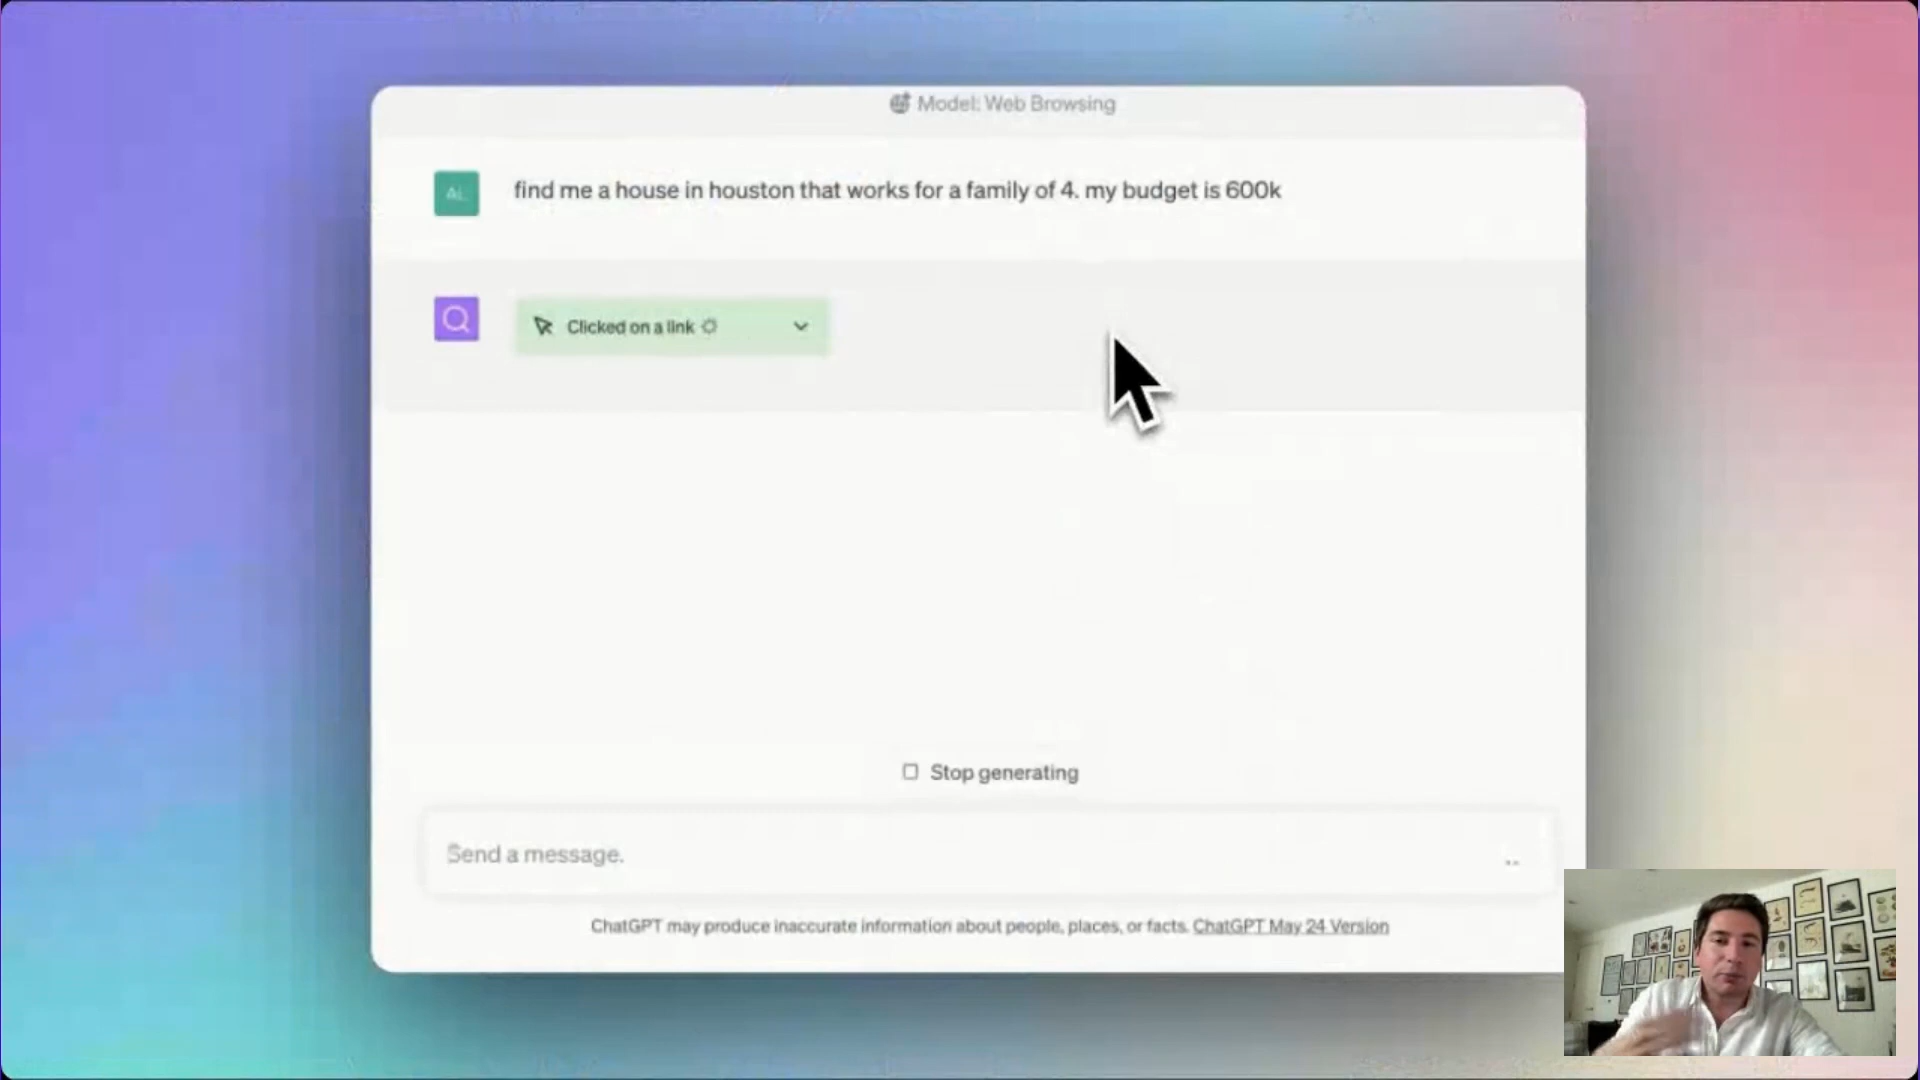 Model: Web Browsing
AL
find me a house in houston that works for a family of 4. my budget is 600k
Clicked on a link
Stop generating
Send a message.
ChatGPT may produce inaccurate information about people, places, or facts. ChatGPT May 24 Version